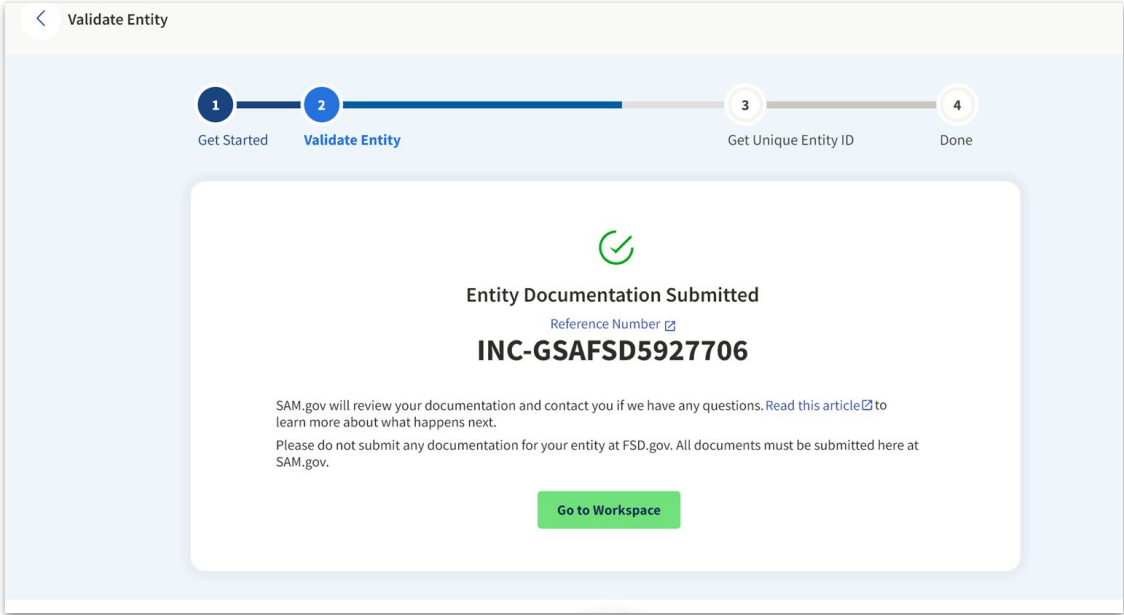 Validate Entity
1
2
3
4
Get Started
Validate Entity
Get Unique Entity ID
Done
Entity Documentation Submitted
Reference Number
INC-GSAFSD5927706
SAM.gov will review your documentation and contact you if we have any questions. Read this article to
learn more about what happens next.
Please do not submit any documentation for your entity at FSD.gov. All documents must be submitted here at
SAM.gov.
Go to Workspace